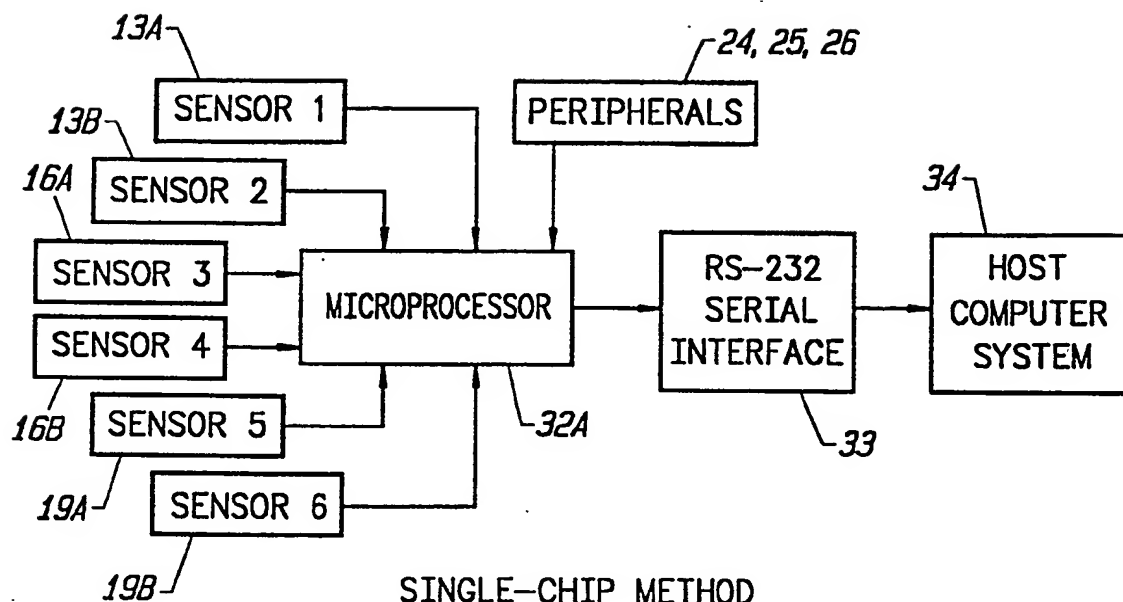 13A
24, 25, 26
SENSOR 1
PERIPHERALS
13B
SENSOR 2
16A
34
SENSOR 3
MICROPROCESSOR
RS-232
SERIAL
INTERFACE
HOST
COMPUTER
SYSTEM
SENSOR 4
16B
SENSOR 5
32A
33
19A
SENSOR 6
19B
SINGLE-CHIP METHOD